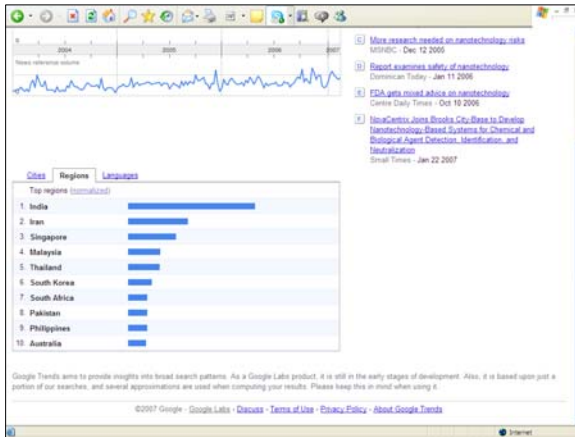 0
2004 2005 2006 2007
News reference volume
0
C More research needed on nanotechnology risks
MSNBC - Dec 12 2005
D Report examines safety of nanotechnology
Dominican Today - Jan 11 2006
E FDA gets mixed advice on nanotechnology
Centre Daily Times - Oct 10 2006
F NovaCentrix Joins Brooks City-Base to Develop
Nanotechnology-Based Systems for Chemical and
Biological Agent Detection, Identification, and
Neutralization
Small Times - Jan 22 2007
Cities Regions Languages
Top regions (normalized)
1. India
2. Iran
3. Singapore
4. Malaysia
5. Thailand
6. South Korea
7. South Africa
8. Pakistan
9. Philippines
10. Australia
Google Trends aims to provide insights into broad search patterns. As a Google Labs product, it is still in the early stages of development. Also, it is based upon just a
portion of our searches, and several approximations are used when computing your results. Please keep this in mind when using it.
©2007 Google - Google Labs - Discuss - Terms of Use - Privacy Policy - About Google Trends
Internet